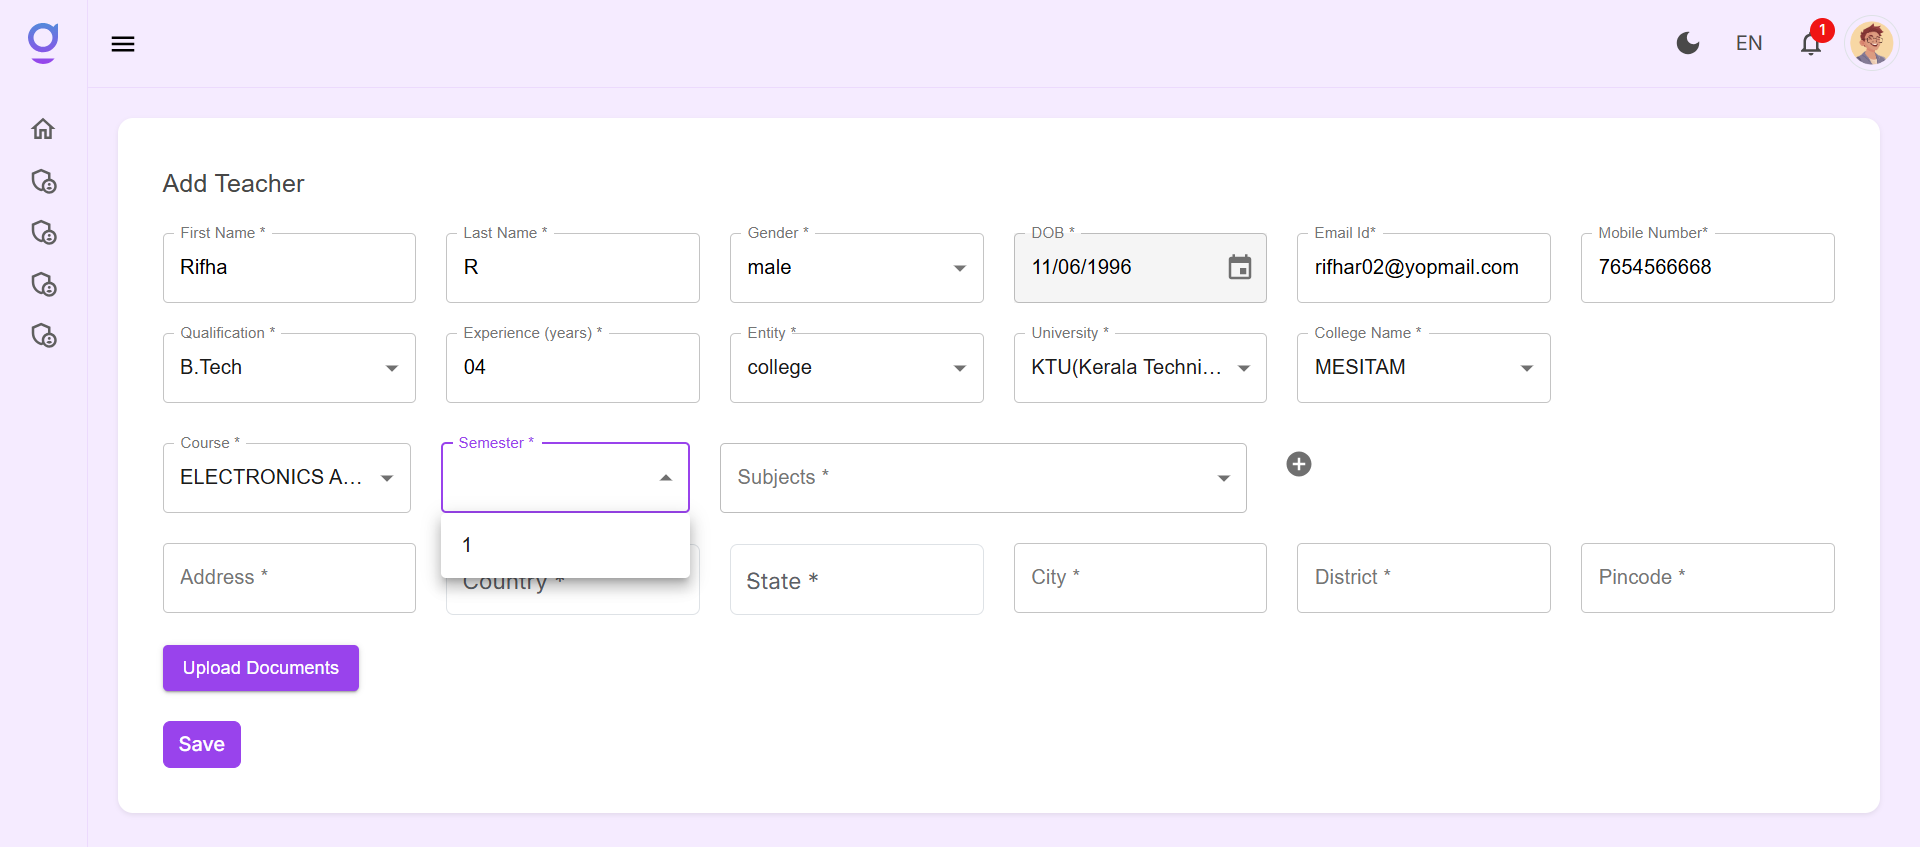 EN
1
Add Teacher
First Name *
Rifha
Last Name *
R
Gender *
male
DOB *
11/06/1996
Email Id*
rifhar02@yopmail.com
Mobile Number*
7654566668
Qualification *
B.Tech
Experience (years) *
04
Entity *
college
University *
KTU(Kerala Techni...
College Name *
MESITAM
Course *
ELECTRONICS A...
Semester *
Subjects *
1
Address *
Country *
State *
City *
District *
Pincode *
Upload Documents
Save